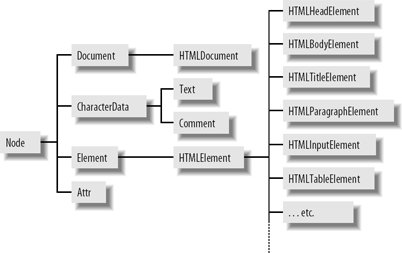 HTMLHeadElement
Document
HTMLDocument
HTMLBodyElement
Text
HTMLTitleElement
CharacterData
HTMLParagraphElement
Comment
Node
HTMLInputElement
Element
HTMLElement
HTMLTableElement
Attr
. . . etc.